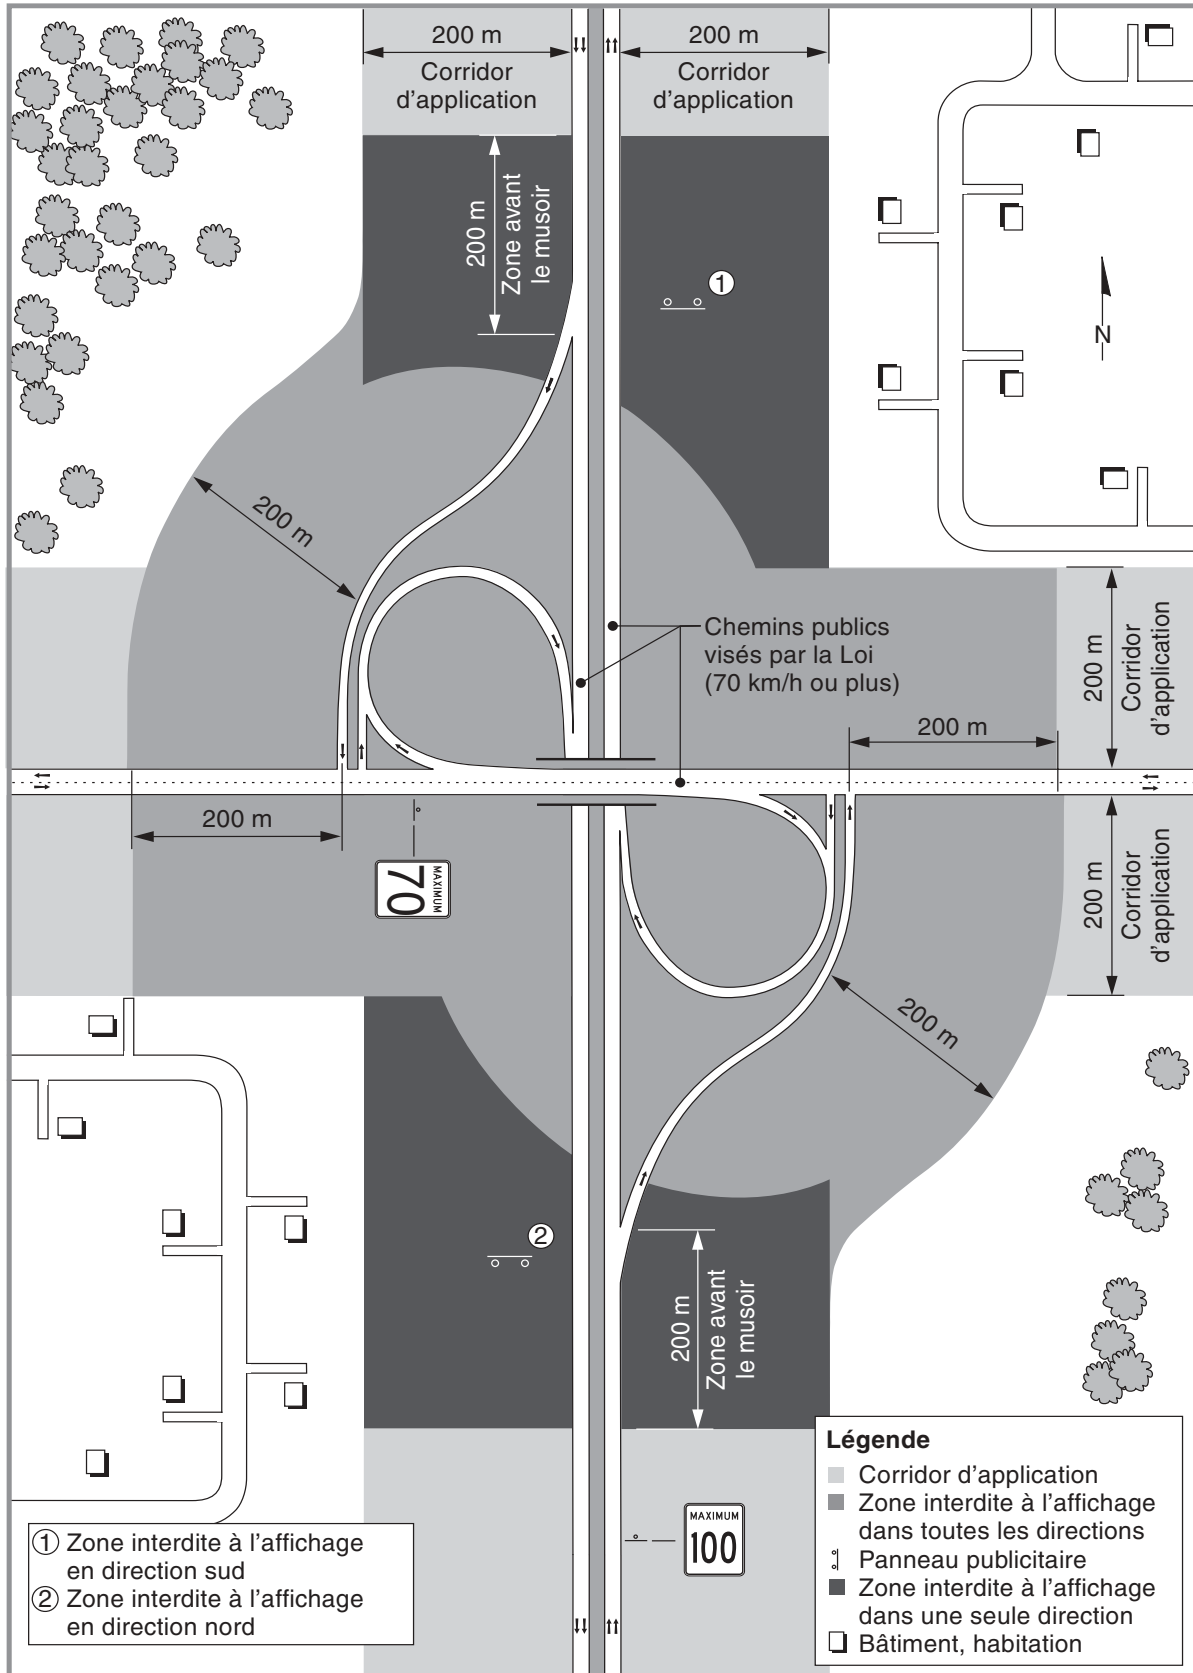 200 m
Corridor
d'application
200 m
Corridor
d'application
200 m
Zone avant
le musoir
①
N
200 m
Chemins publics
visés par la Loi
(70 km/h ou plus)
200 m
Corridor
d'application
200 m
200 m
MAXIMUM
70
200 m
Corridor
d'application
200 m
②
200 m
Zone avant
le musoir
MAXIMUM
100
① Zone interdite à l'affichage
en direction sud
② Zone interdite à l'affichage
en direction nord
Légende
Corridor d'application
Zone interdite à l'affichage
dans toutes les directions
Panneau publicitaire
Zone interdite à l'affichage
dans une seule direction
Bâtiment, habitation